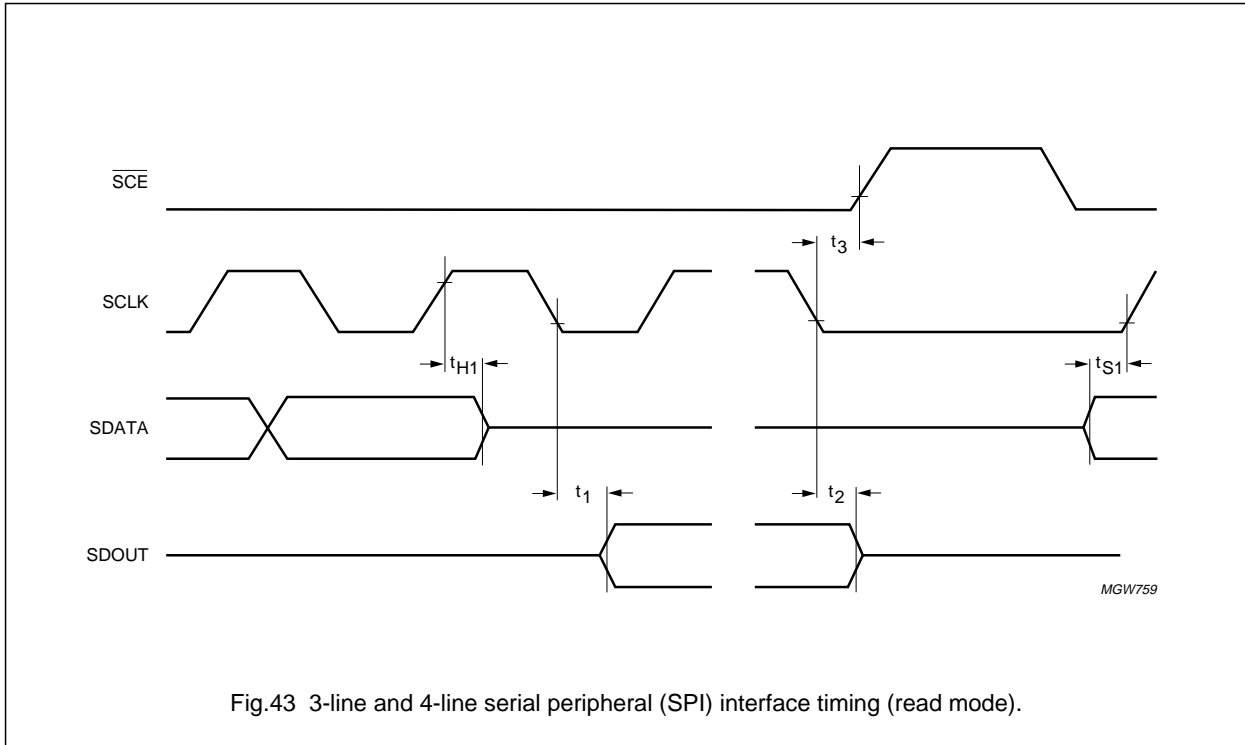 SCE
t3
SCLK
tH1
tS1
SDATA
t1
t2
SDOUT
MGW759
Fig.43 3-line and 4-line serial peripheral (SPI) interface timing (read mode).